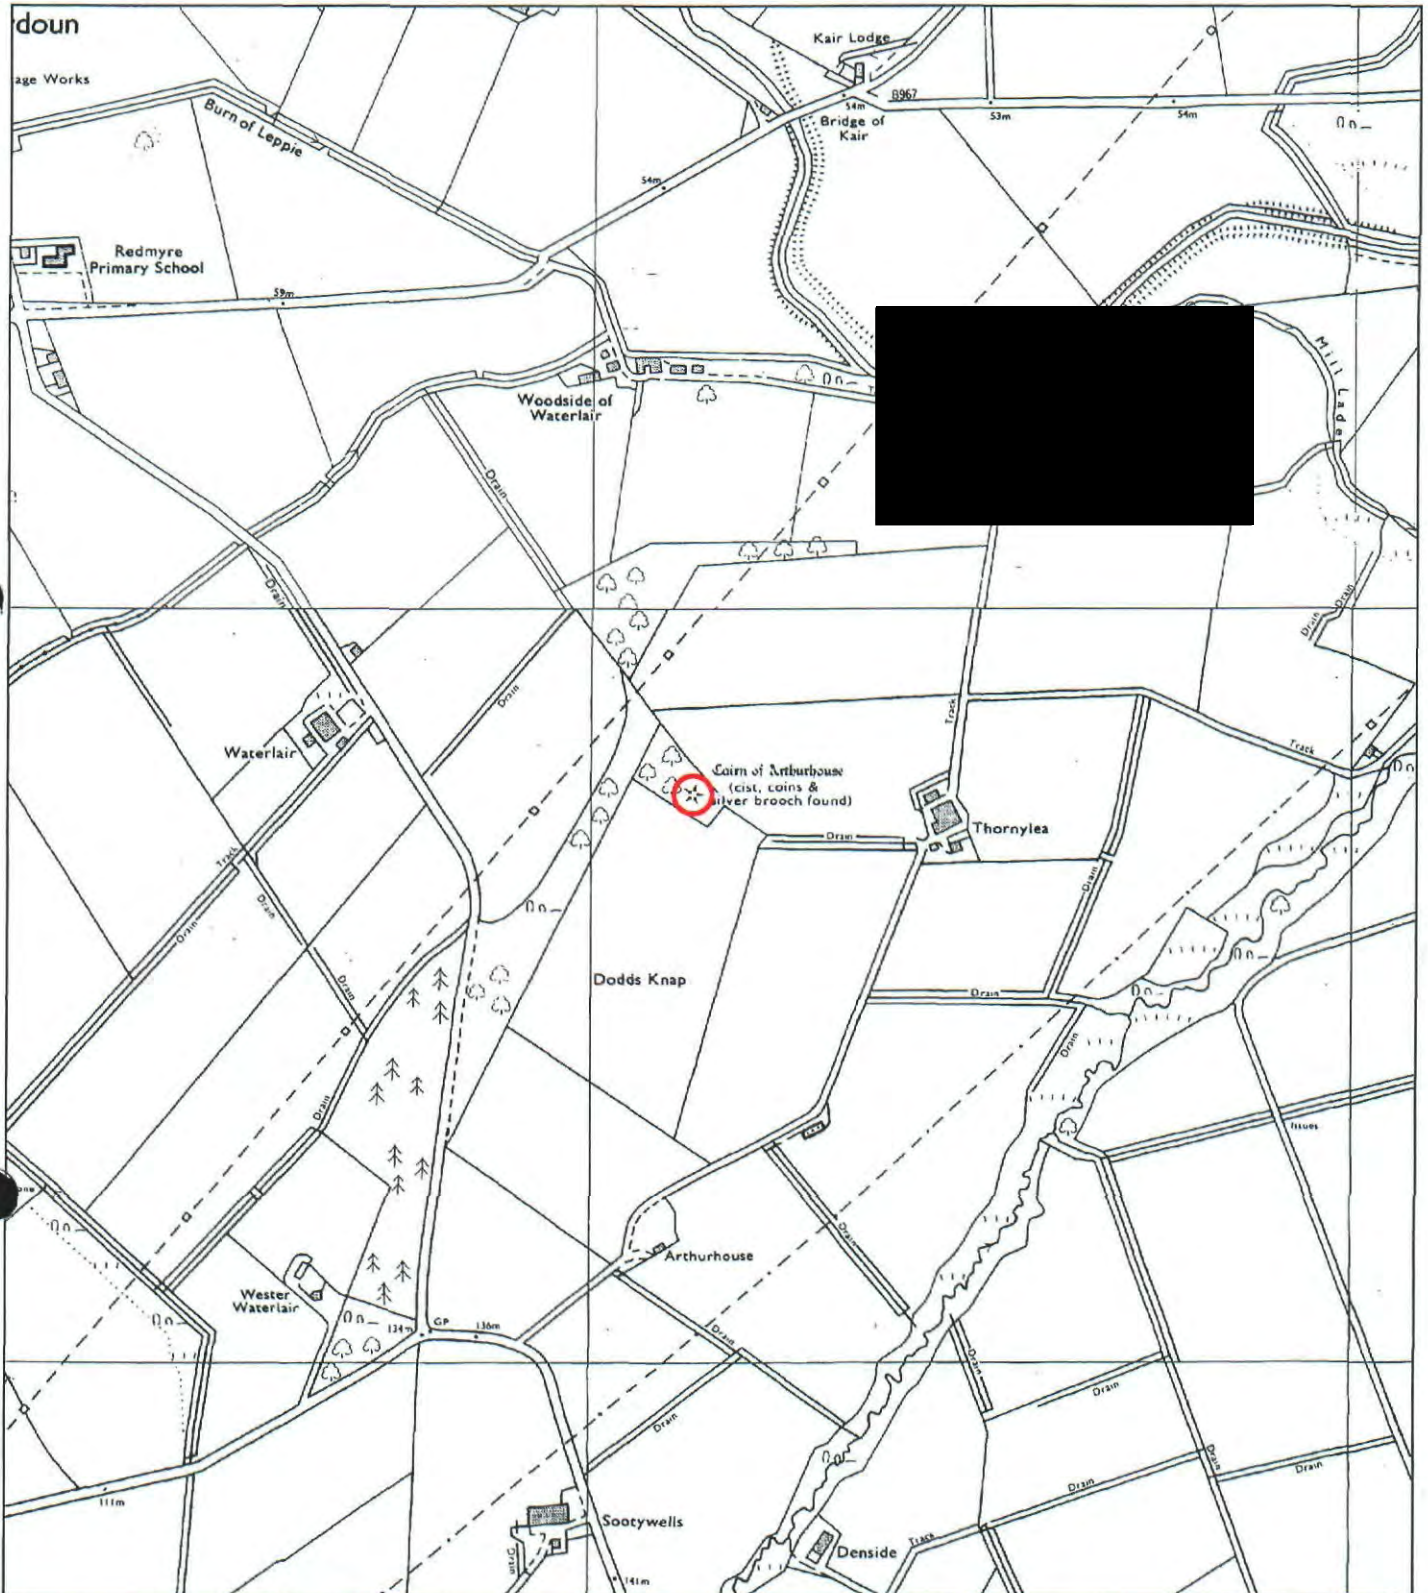 doun
age Works
Burn of Leppie
Kair Lodge
B967
54m
53m
54m
Bridge of
Kair
54m
Redmyre
Primary School
59m
Mill Lade
Woodside of
Waterlair
Drain
Drain
Drain
Drain
Drain
Waterlair
Track
Track
Cairn of Arthurhouse
(cist, coins &
silver brooch found)
Drain
Thornylea
Track
Drain
Drain
Drain
Dodds Knap
Drain
Drain
Drain
Drain
Issues
Drain
Arthurhouse
Wester
Waterlair
134m
GP
136m
Drain
Drain
Drain
Drain
Drain
Drain
Drain
111m
Sootywells
Drain
Denside
Track
141m